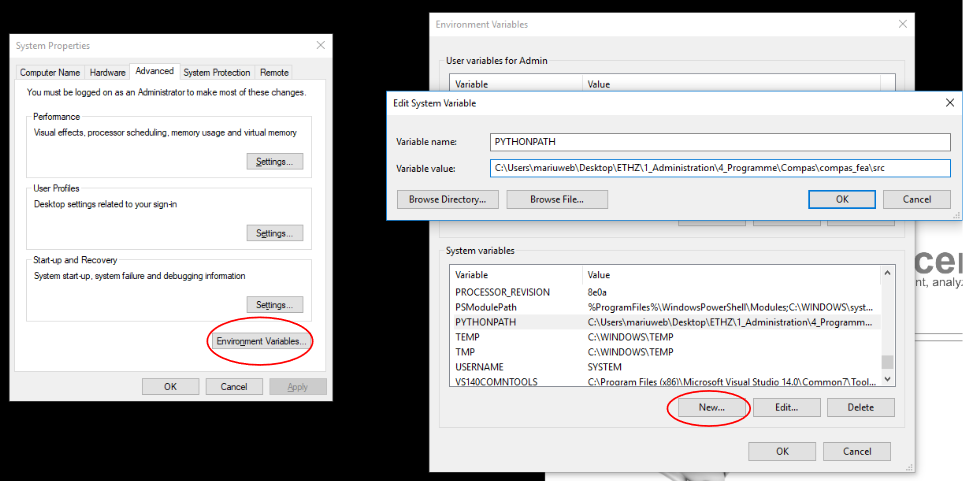 System Properties
Computer Name Hardware Advanced System Protection Remote
You must be logged on as an Administrator to make most of these changes.
Performance
Visual effects, processor scheduling, memory usage and virtual memory
Settings...
User Profiles
Desktop settings related to your sign-in
Settings...
Start-up and Recovery
System start-up, system failure and debugging information
Settings...
Environment Variables...
OK Cancel Apply
Environment Variables
User variables for Admin
Variable Value
Edit System Variable
Variable name: PYTHONPATH
Variable value: C:\Users\mariuweb\Desktop\ETHZ\1_Administration\4_Programme\Compas\compas_fea\src
Browse Directory... Browse File... OK Cancel
System variables
Variable Value
PROCESSOR_REVISION 8e0a
PSModulePath %ProgramFiles%\WindowsPowerShell\Modules;C:\WINDOWS\syst...
PYTHONPATH C:\Users\mariuweb\Desktop\ETHZ\1_Administration\4_Programm...
TEMP C:\WINDOWS\TEMP
TMP C:\WINDOWS\TEMP
USERNAME SYSTEM
VS140COMNTOOLS C:\Program Files (x86)\Microsoft Visual Studio 14.0\Common7\Tool...
New... Edit... Delete
OK Cancel